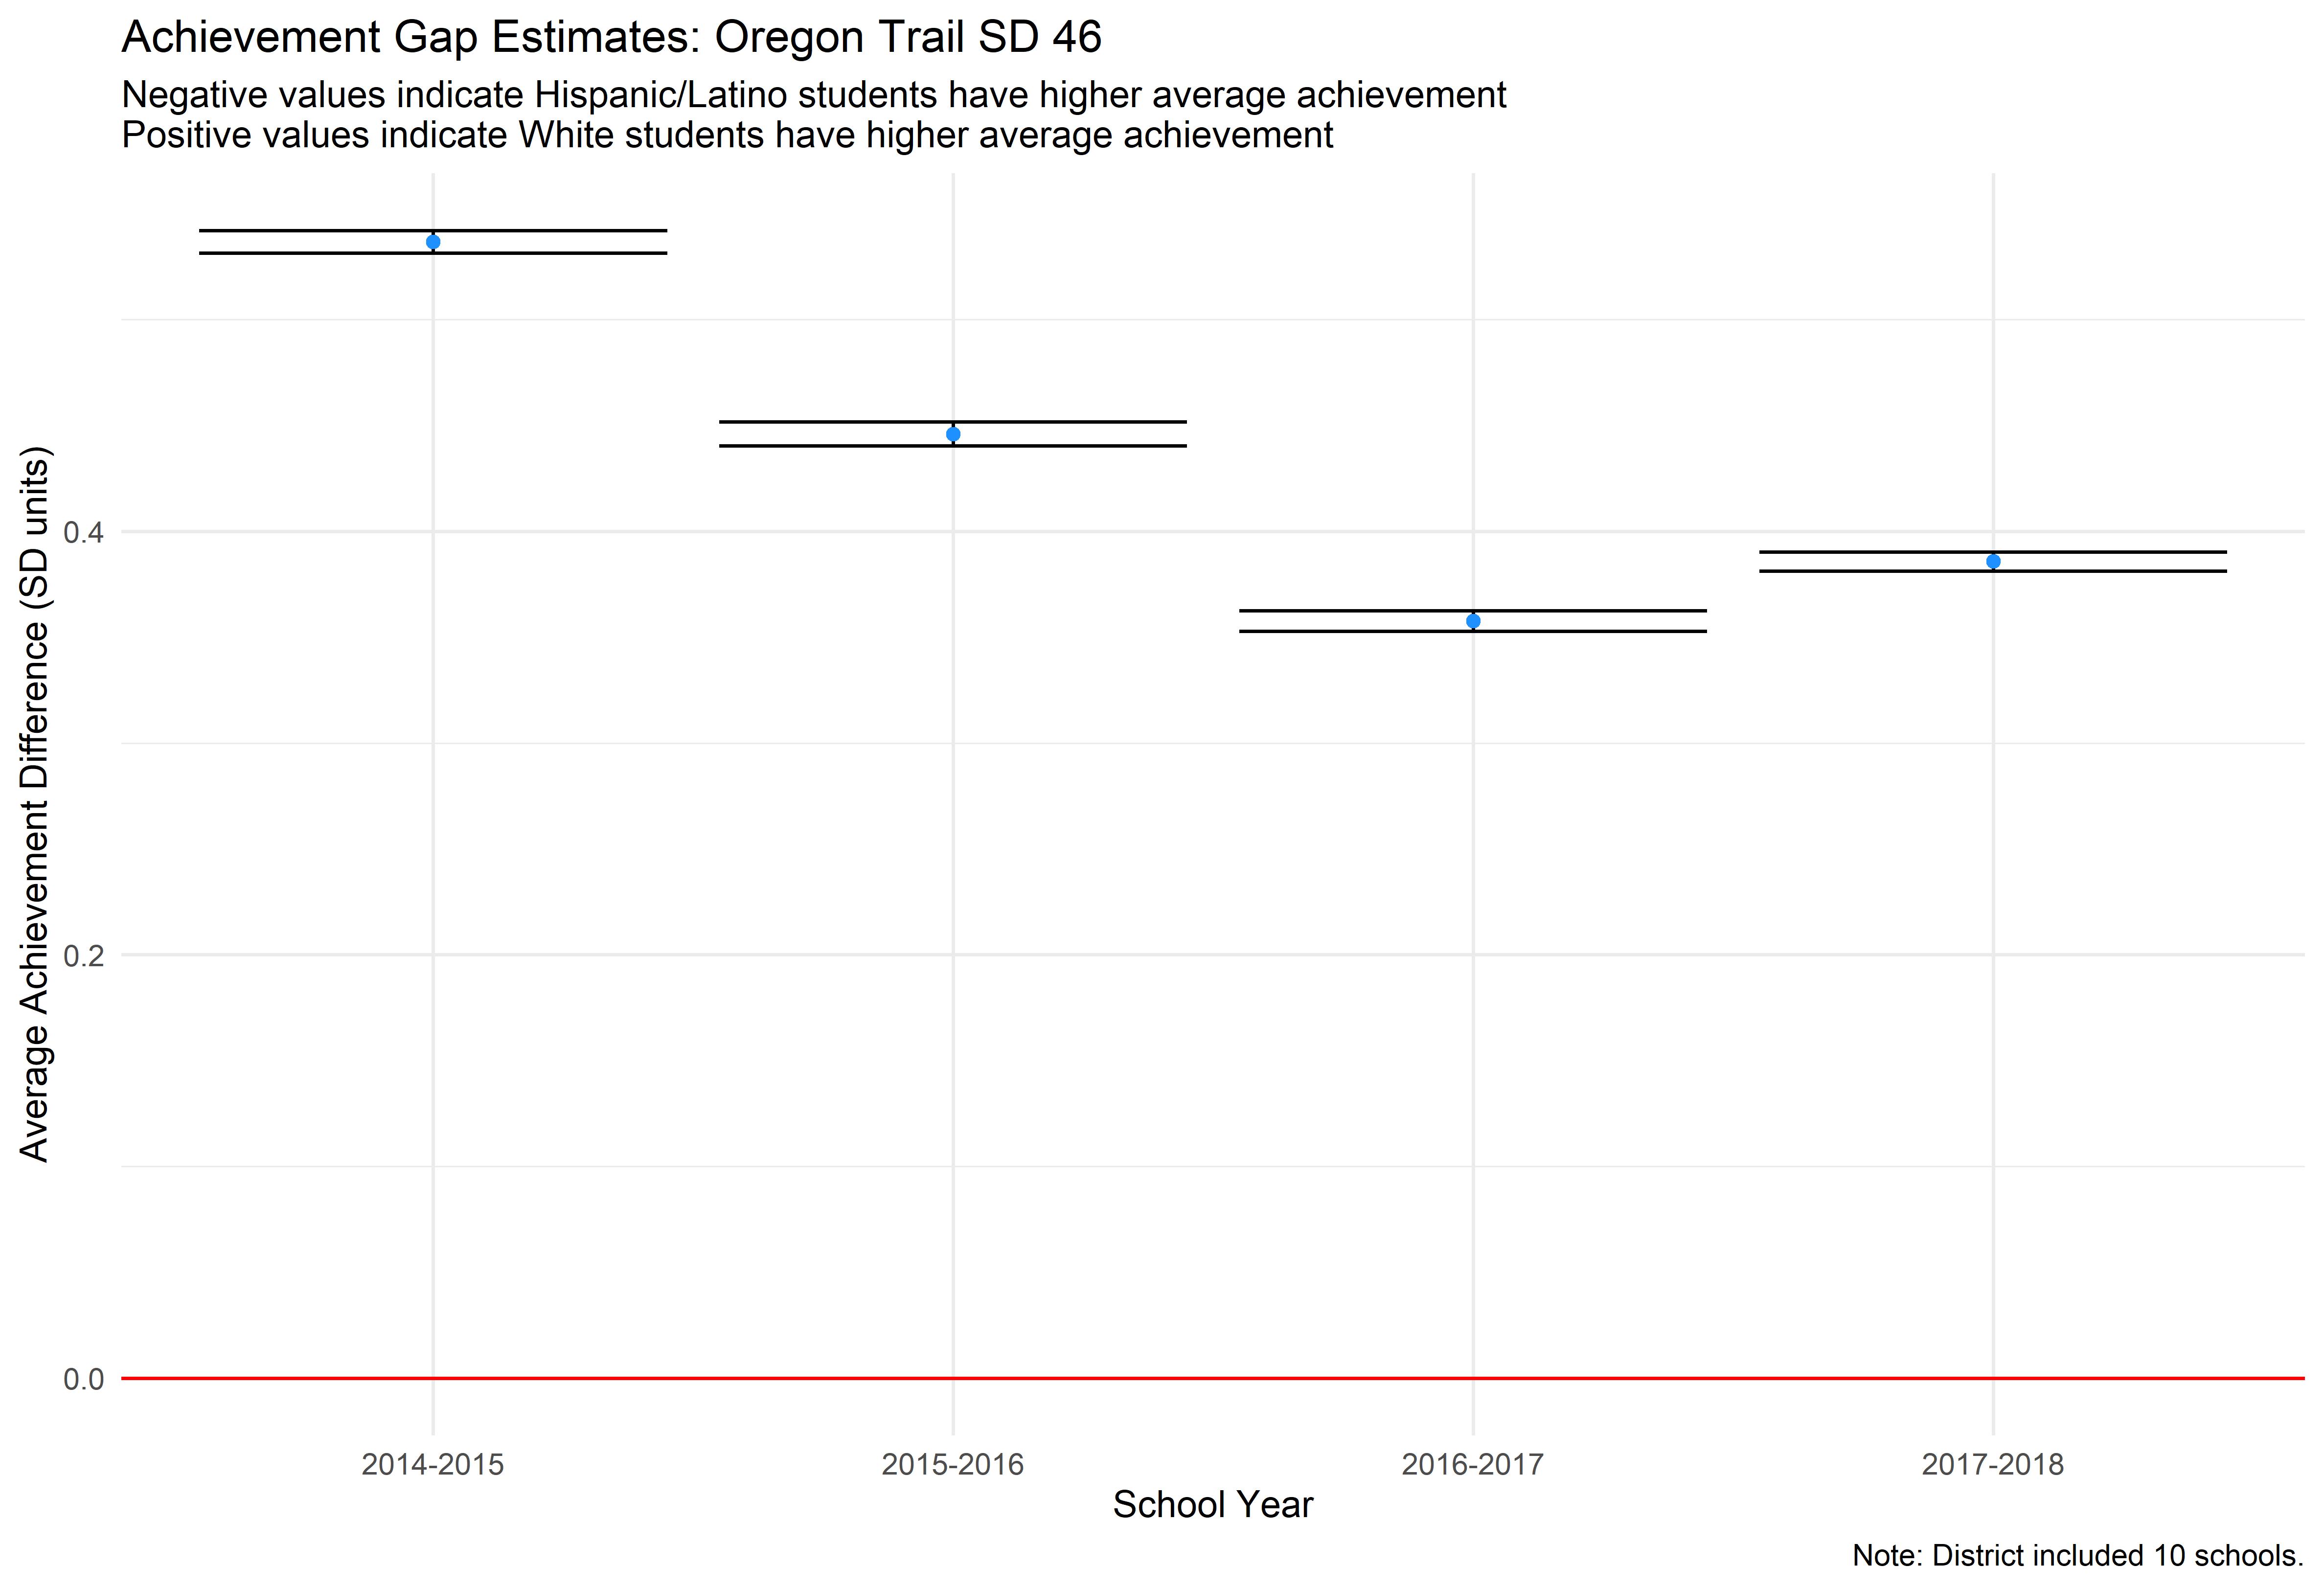 Achievement Gap Estimates: Oregon Trail SD 46
Negative values indicate Hispanic/Latino students have higher average achievement
Positive values indicate White students have higher average achievement
Average Achievement Difference (SD units)
0.4
0.2
0.0
2014-2015
2015-2016
2016-2017
2017-2018
School Year
Note: District included 10 schools.